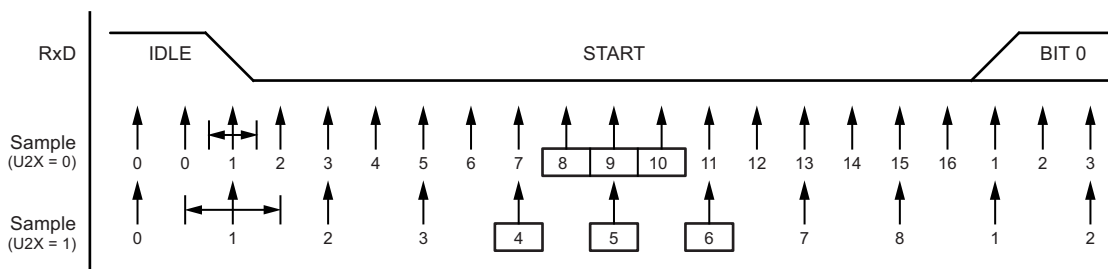 RxD IDLE START BIT 0
Sample
(U2X = 0)
0 0 1 2 3 4 5 6 7 8 9 10 11 12 13 14 15 16 1 2 3
Sample
(U2X = 1)
0 1 2 3 4 5 6 7 8 1 2